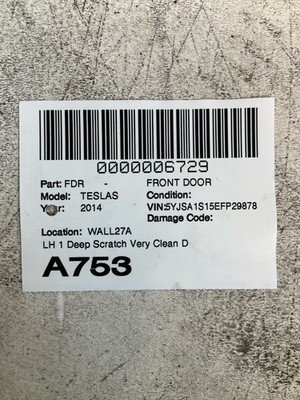 0000006729
Part: FDR - FRONT DOOR
Model: TESLAS Condition:
Year: 2014 VIN:5YJSA1S15EFP29878
Damage Code:
Location: WALL27A
LH 1 Deep Scratch Very Clean D
A753